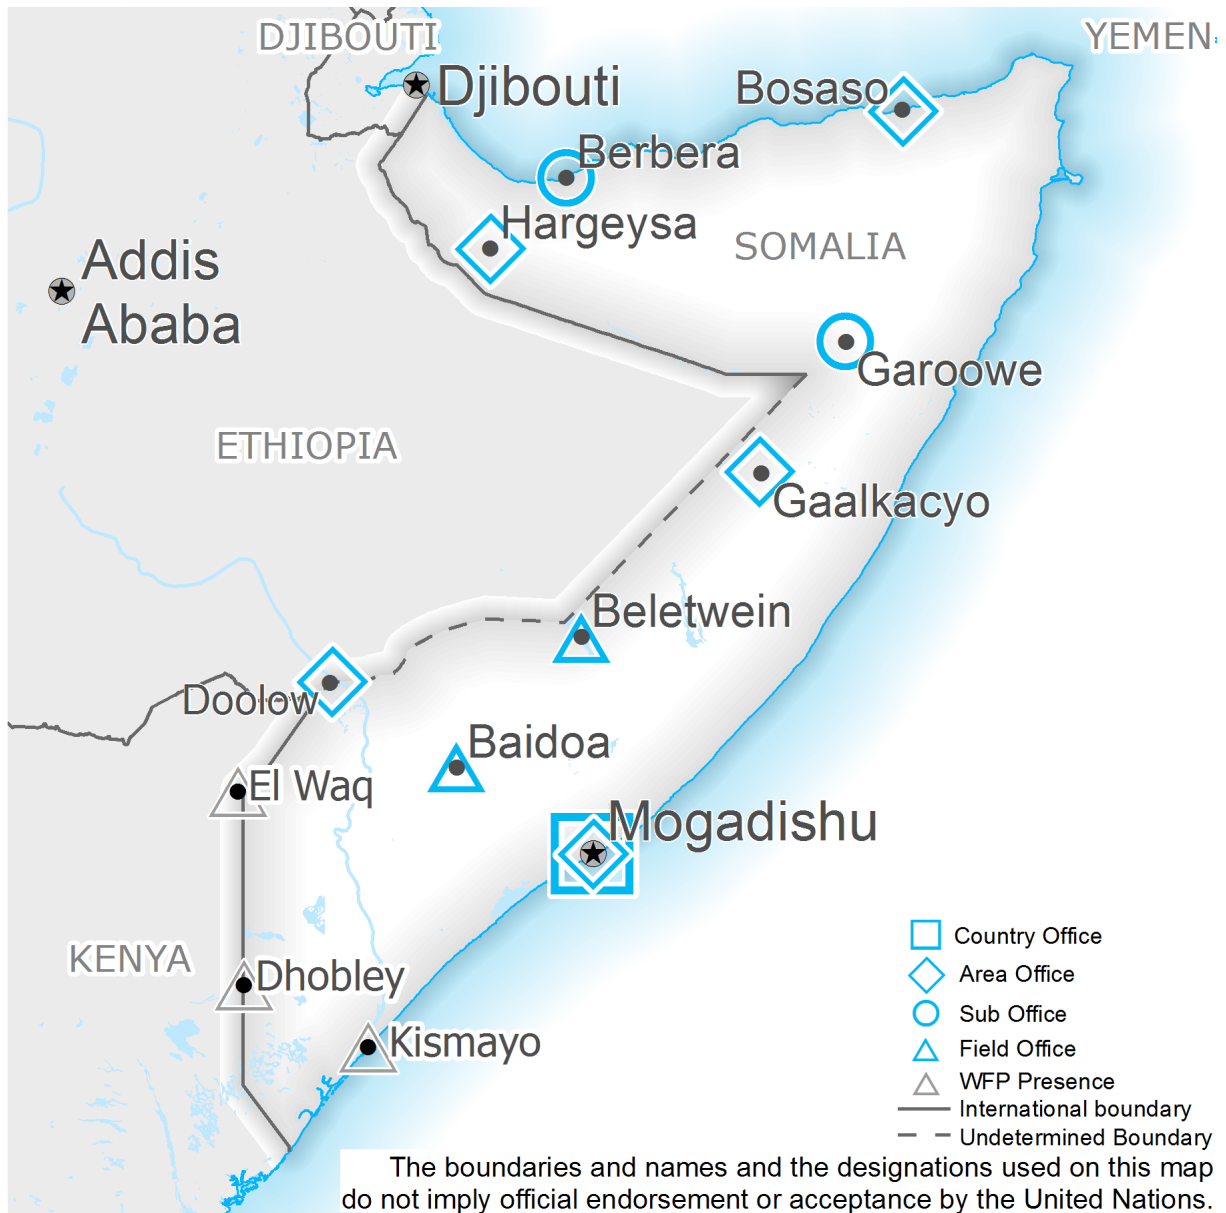 DJIBOUTI
YEMEN
Djibouti
Bosaso
Berbera
Hargeysa
SOMALIA
Addis
Ababa
Garoowe
ETHIOPIA
Gaalkacyo
Beletwein
Doolow
Baidoa
El Waq
Mogadishu
KENYA
Dhobley
Kismayo
Country Office
Area Office
Sub Office
Field Office
WFP Presence
International boundary
Undetermined Boundary
The boundaries and names and the designations used on this map
do not imply official endorsement or acceptance by the United Nations.